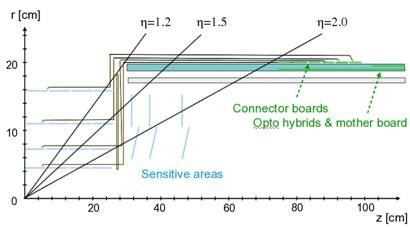 r [cm]
η=1.2
η=1.5
η=2.0
20
10
0
Connector boards
Opto hybrids & mother board
Sensitive areas
20
40
60
80
100
z [cm]